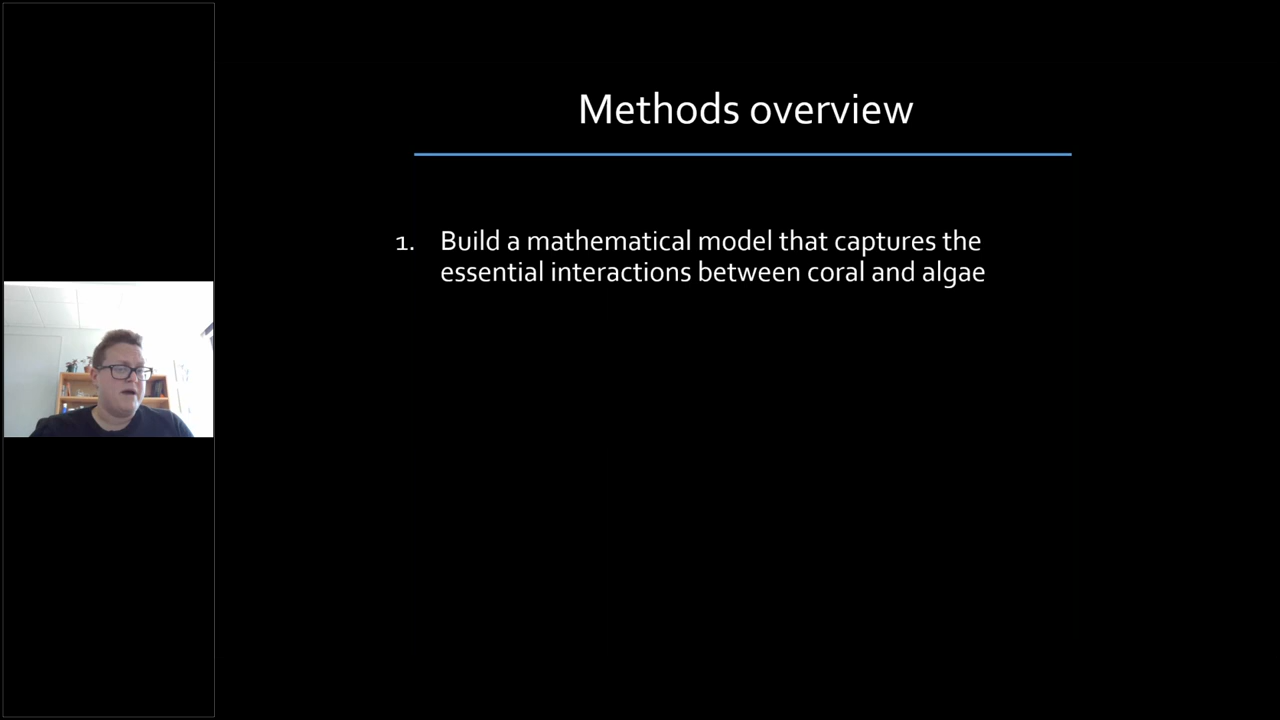 Methods overview
1. Build a mathematical model that captures the
essential interactions between coral and algae